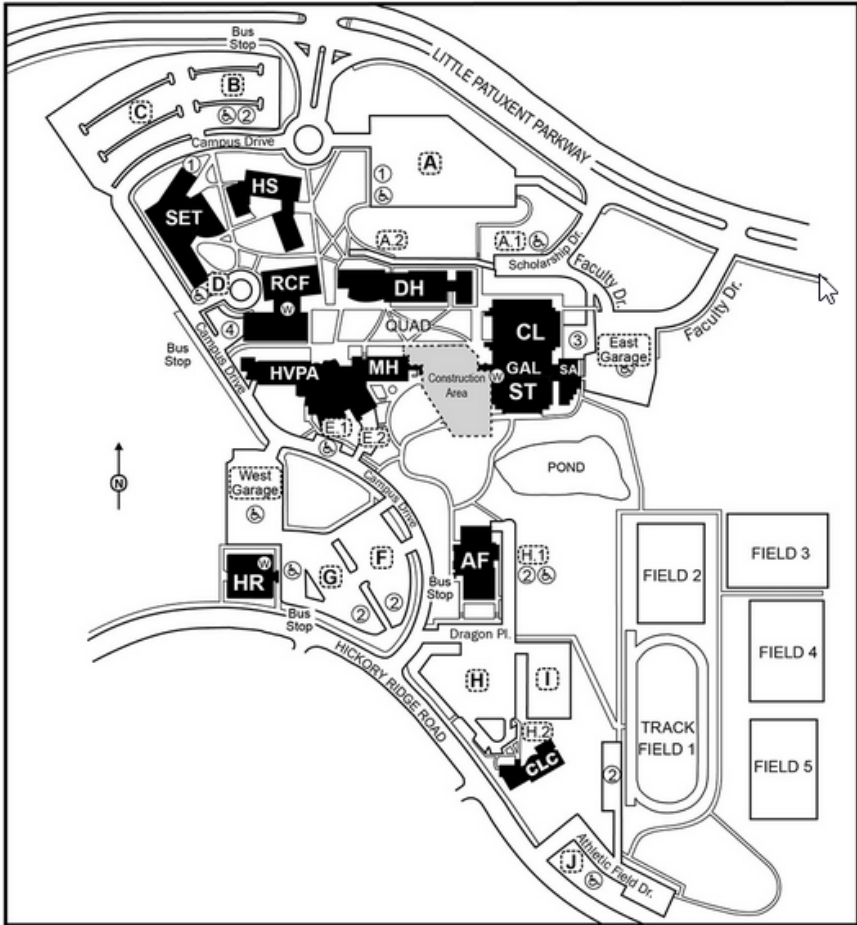 Bus
Stop
LITTLE PATUXENT PARKWAY
B
C
2
Campus Drive
A
1
1
HS
SET
A.2
A.1
Scholarship Dr.
Faculty Dr.
Faculty Dr.
D
RCF
W
DH
QUAD
4
CL
3
East
Garage
Bus
Stop
Campus Drive
HVPA
MH
Construction
Area
W
GAL
SA
ST
E.1
E.2
N
West
Garage
Campus Drive
POND
HR
W
G
F
2
2
Bus
Stop
AF
Bus
Stop
H.1
2
FIELD 2
FIELD 3
Dragon Pl.
HICKORY RIDGE ROAD
H
I
FIELD 4
H.2
CLC
TRACK
FIELD 1
2
FIELD 5
Athletic Field Dr.
J